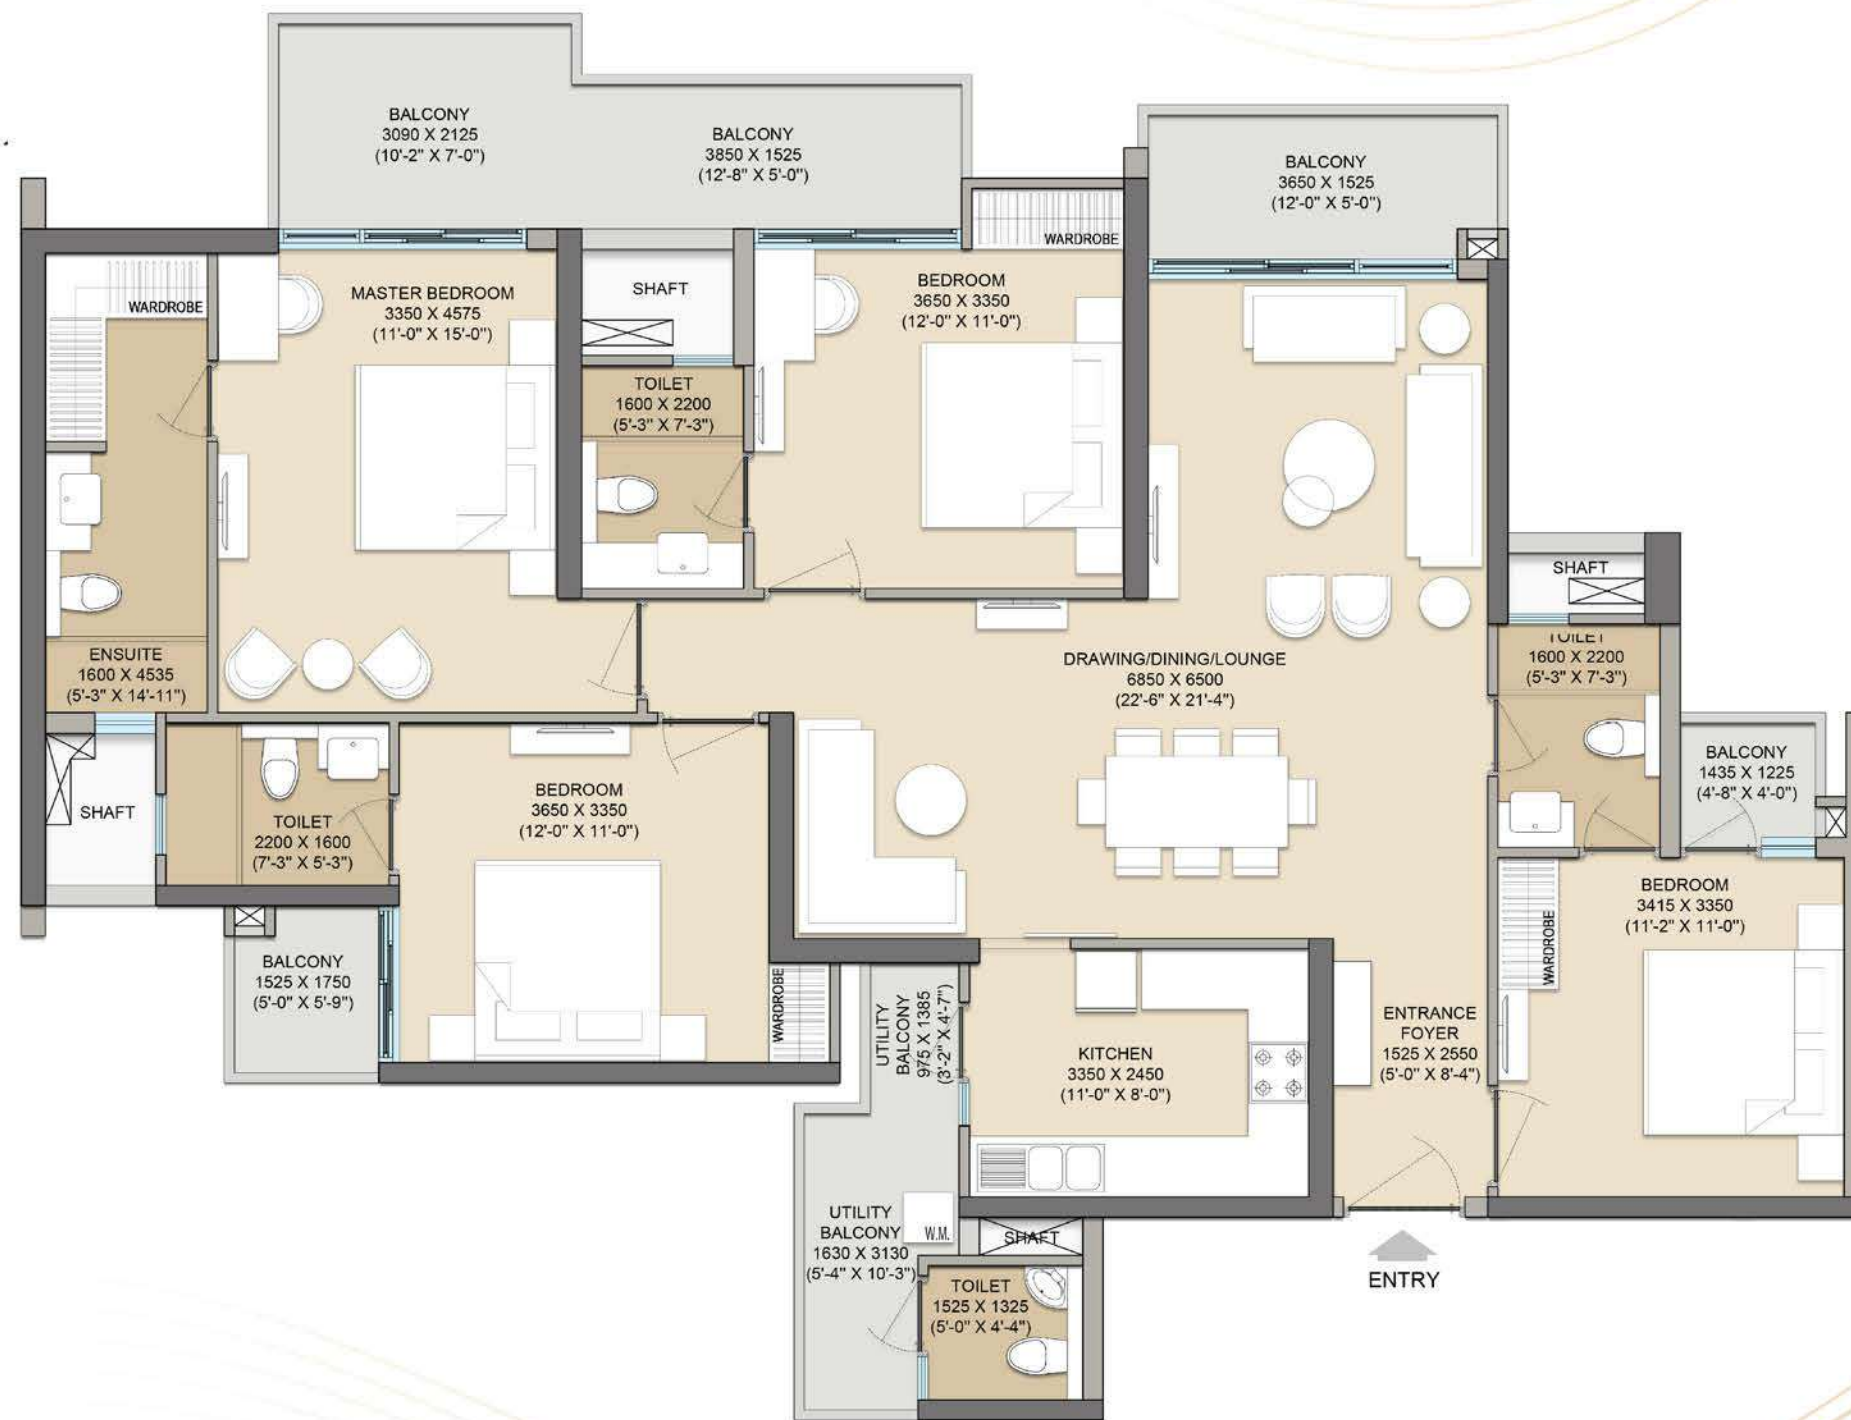 BALCONY
3090 X 2125
(10'-2" X 7'-0")
BALCONY
3850 X 1525
(12'-8" X 5'-0")
BALCONY
3650 X 1525
(12'-0" X 5'-0")
WARDROBE
MASTER BEDROOM
3350 X 4575
(11'-0" X 15'-0")
SHAFT
BEDROOM
3650 X 3350
(12'-0" X 11'-0")
WARDROBE
TOILET
1600 X 2200
(5'-3" X 7'-3")
ENSUITE
1600 X 4535
(5'-3" X 14'-11")
DRAWING/DINING/LOUNGE
6850 X 6500
(22'-6" X 21'-4")
SHAFT
TOILET
1600 X 2200
(5'-3" X 7'-3")
BALCONY
1435 X 1225
(4'-8" X 4'-0")
SHAFT
TOILET
2200 X 1600
(7'-3" X 5'-3")
BEDROOM
3650 X 3350
(12'-0" X 11'-0")
BEDROOM
3415 X 3350
(11'-2" X 11'-0")
WARDROBE
BALCONY
1525 X 1750
(5'-0" X 5'-9")
WARDROBE
UTILITY
BALCONY
975 X 1385
(3'-2" X 4'-7")
KITCHEN
3350 X 2450
(11'-0" X 8'-0")
ENTRANCE
FOYER
1525 X 2550
(5'-0" X 8'-4")
UTILITY
BALCONY
1630 X 3130
(5'-4" X 10'-3")
W.M.
SHAFT
TOILET
1525 X 1325
(5'-0" X 4'-4")
ENTRY